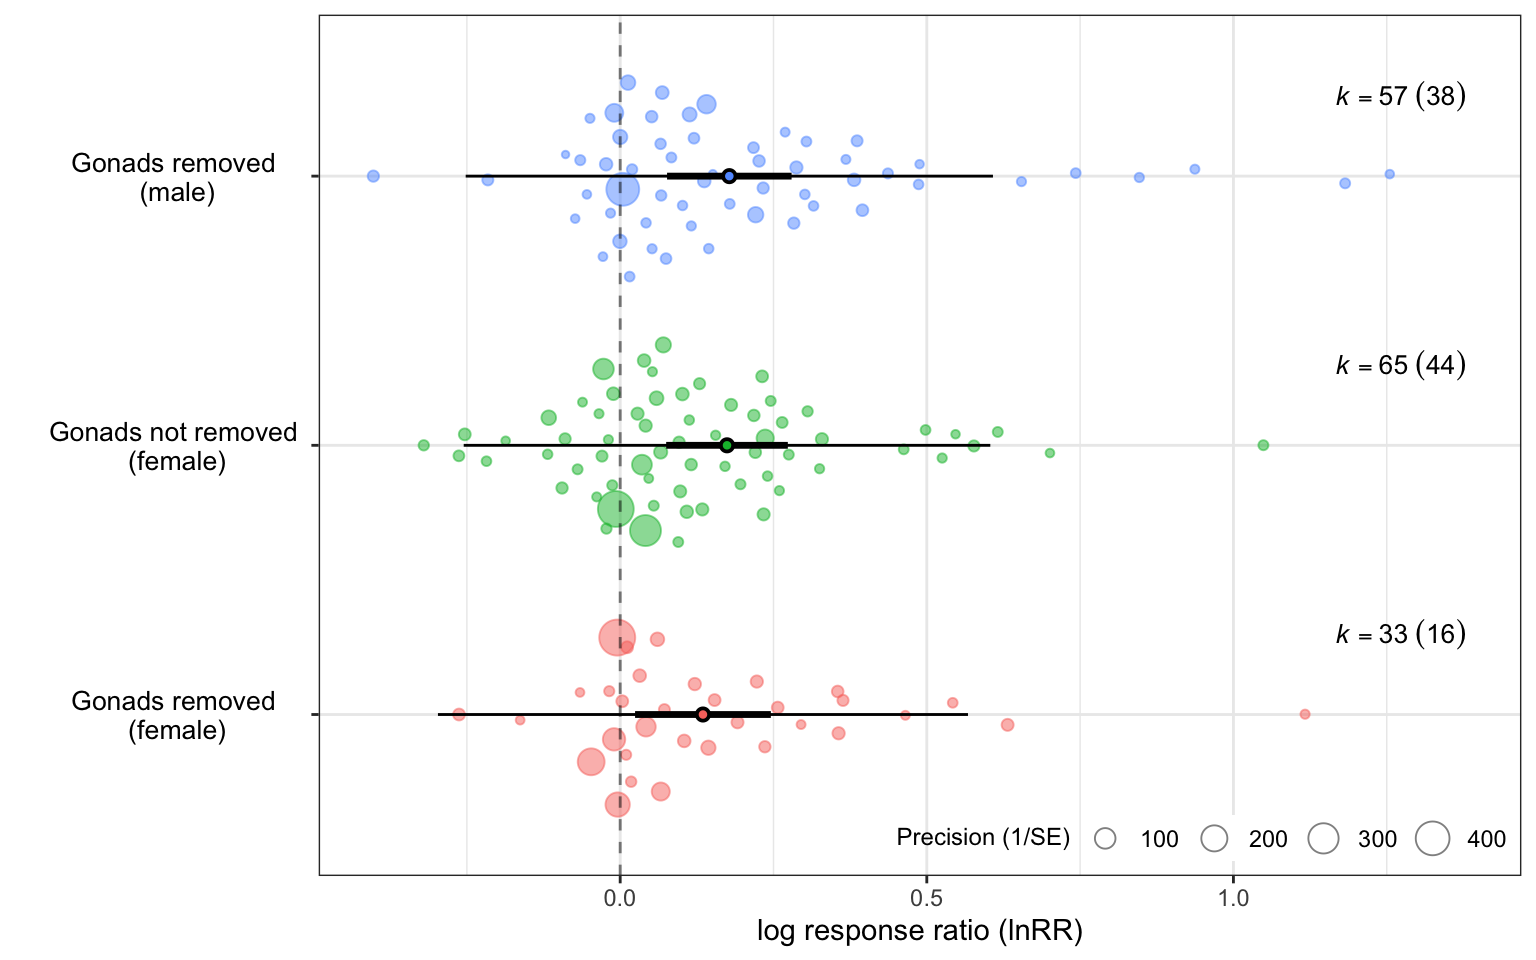 Gonads removed
(male)
k = 57 (38)
Gonads not removed
(female)
k = 65 (44)
Gonads removed
(female)
k = 33 (16)
Precision (1/SE) 100 200 300 400
0.0 0.5 1.0
log response ratio (lnRR)